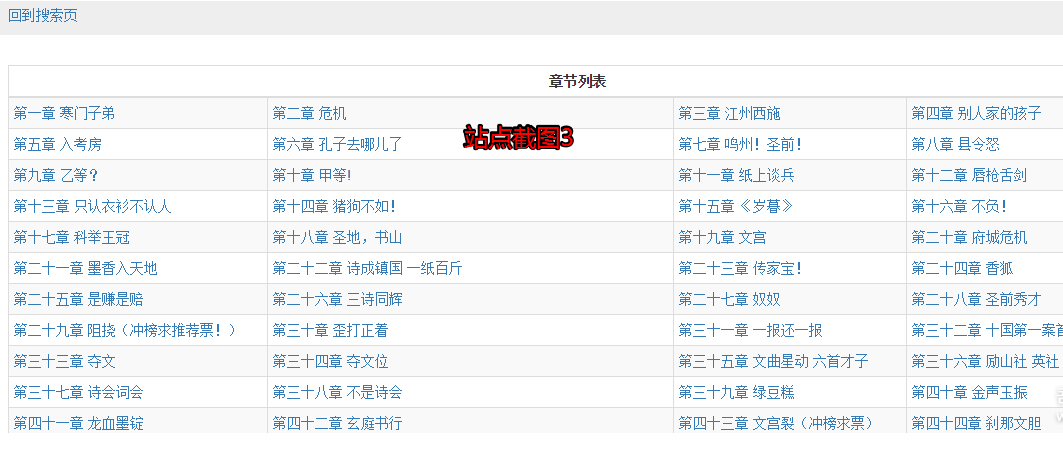 回到搜索页
章节列表
第一章 寒门子弟 第二章 危机 第三章 江州西施 第四章 别人家的孩子
站点截图3
第五章 入考房 第六章 孔子去哪儿了 第七章 鸣州！圣前！ 第八章 县令怒
第九章 乙等？ 第十章 甲等! 第十一章 纸上谈兵 第十二章 唇枪舌剑
第十三章 只认衣衫不认人 第十四章 猪狗不如！ 第十五章《岁暮》 第十六章 不负！
第十七章 科举王冠 第十八章 圣地，书山 第十九章 文宫 第二十章 府城危机
第二十一章 墨香入天地 第二十二章 诗成镇国 一纸百斤 第二十三章 传家宝！ 第二十四章 香狐
第二十五章 是赚是赔 第二十六章 三诗同辉 第二十七章 奴奴 第二十八章 圣前秀才
第二十九章 阻挠（冲榜求推荐票！） 第三十章 歪打正着 第三十一章 一报还一报 第三十二章 十国第一案首
第三十三章 夺文 第三十四章 夺文位 第三十五章 文曲星动 六首才子 第三十六章 励山社 英社
第三十七章 诗会词会 第三十八章 不是诗会 第三十九章 绿豆糕 第四十章 金声玉振
第四十一章 龙血墨锭 第四十二章 玄庭书行 第四十三章 文宫裂（冲榜求票） 第四十四章 刹那文胆